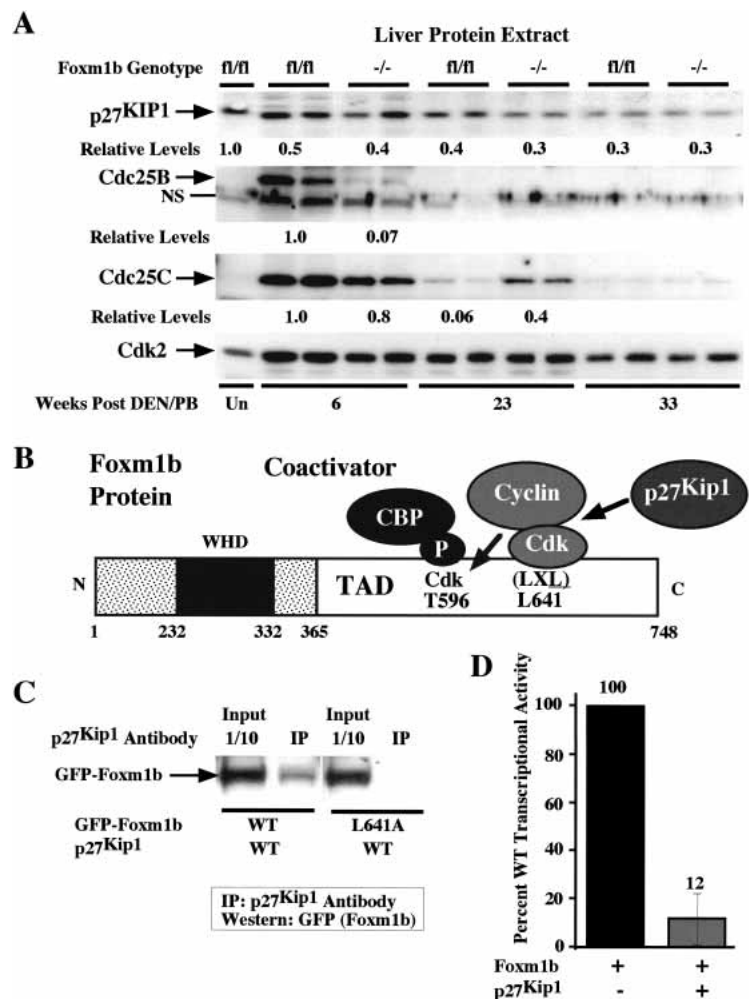 A
Liver Protein Extract
Foxm1b Genotype fl/fl fl/fl -/- fl/fl -/- fl/fl -/-
p27KIP1
Relative Levels 1.0 0.5 0.4 0.4 0.3 0.3 0.3
Cdc25B
NS
Relative Levels 1.0 0.07
Cdc25C
Relative Levels 1.0 0.8 0.06 0.4
Cdk2
Weeks Post DEN/PB Un 6 23 33
B
Foxm1b Protein
Coactivator
CBP
P
Cyclin
Cdk
p27Kip1
WHD
N
TAD
Cdk
T596
(LXL)
L641
C
1 232 332 365 748
C
Input Input
p27Kip1 Antibody 1/10 IP 1/10 IP
GFP-Foxm1b
GFP-Foxm1b WT L641A
p27Kip1 WT WT
IP: p27Kip1 Antibody
Western: GFP (Foxm1b)
D
Percent WT Transcriptional Activity
100
80
60
40
20
0
100
12
Foxm1b + +
p27Kip1 - +